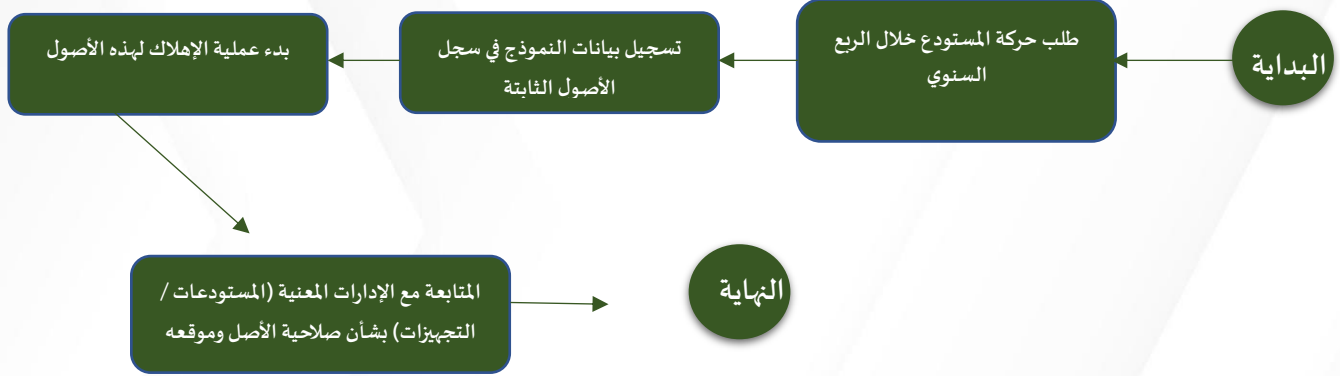 البداية
طلب حركة المستودع خلال الربع
السنوي
تسجيل بيانات النموذج في سجل
الأصول الثابتة
بدء عملية الإهلاك لهذه الأصول
المتابعة مع الإدارات المعنية (المستودعات /
التجهيزات) بشأن صلاحية الأصل وموقعه
النهاية